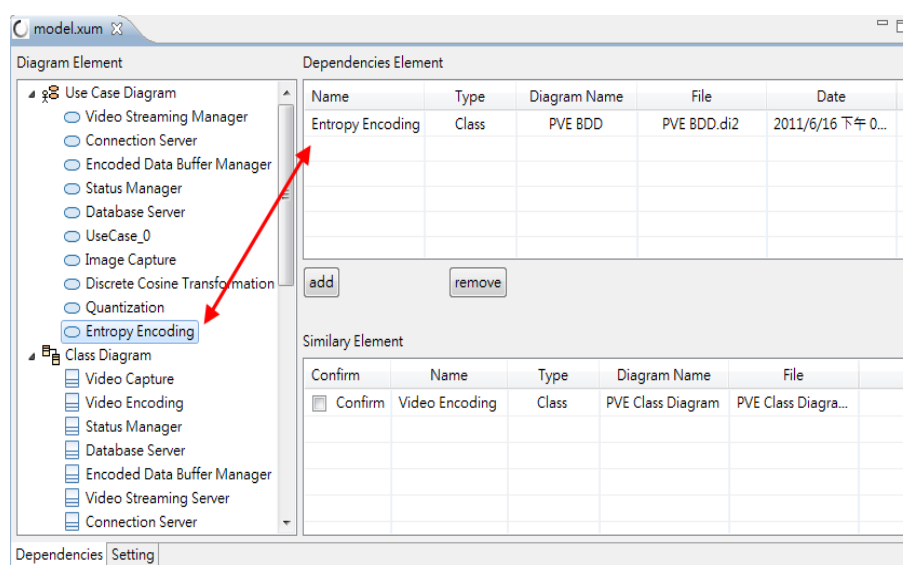 model.xum
Diagram Element
Use Case Diagram
Video Streaming Manager
Connection Server
Encoded Data Buffer Manager
Status Manager
Database Server
UseCase_0
Image Capture
Discrete Cosine Transformation
Quantization
Entropy Encoding
Class Diagram
Video Capture
Video Encoding
Status Manager
Database Server
Encoded Data Buffer Manager
Video Streaming Server
Connection Server
Dependencies Element
Name Type Diagram Name File Date
Entropy Encoding Class PVE BDD PVE BDD.di2 2011/6/16 下午 0...
add remove
Similary Element
Confirm Name Type Diagram Name File
Confirm Video Encoding Class PVE Class Diagram PVE Class Diagra...
Dependencies Setting